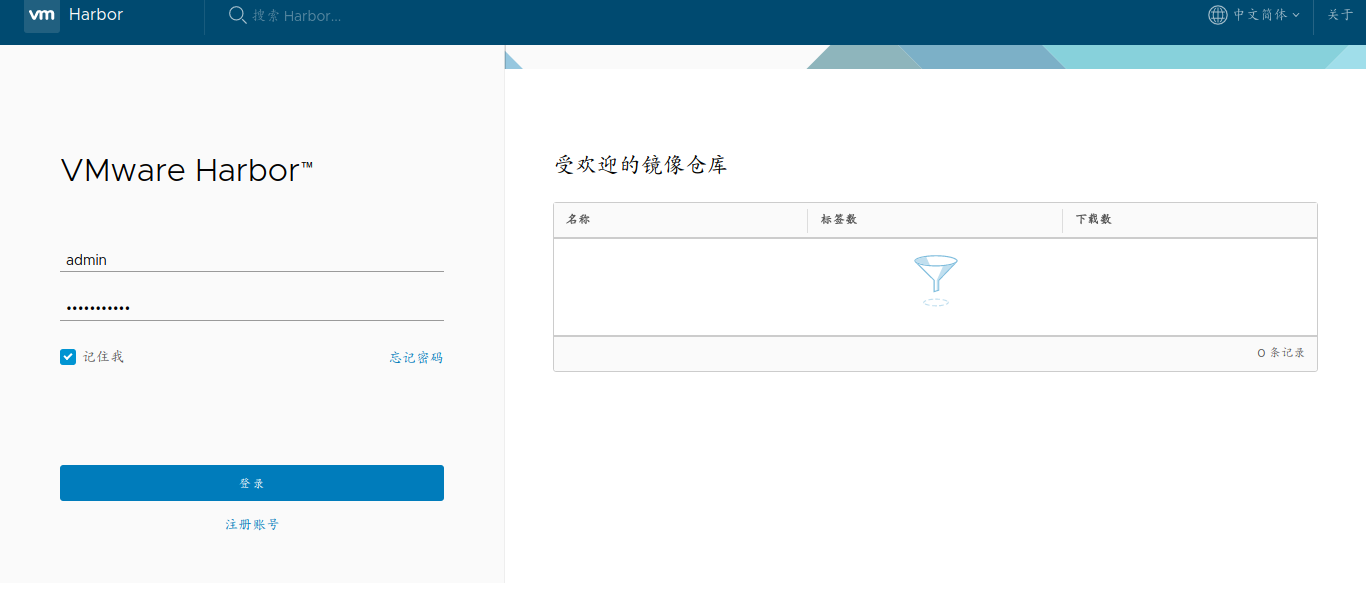 vm Harbor 搜索 Harbor... 中文简体 关于
VMware Harbor™
admin
•••••••••••
记住我 忘记密码
登录
注册账号
受欢迎的镜像仓库
名称 标签数 下载数
0 条记录